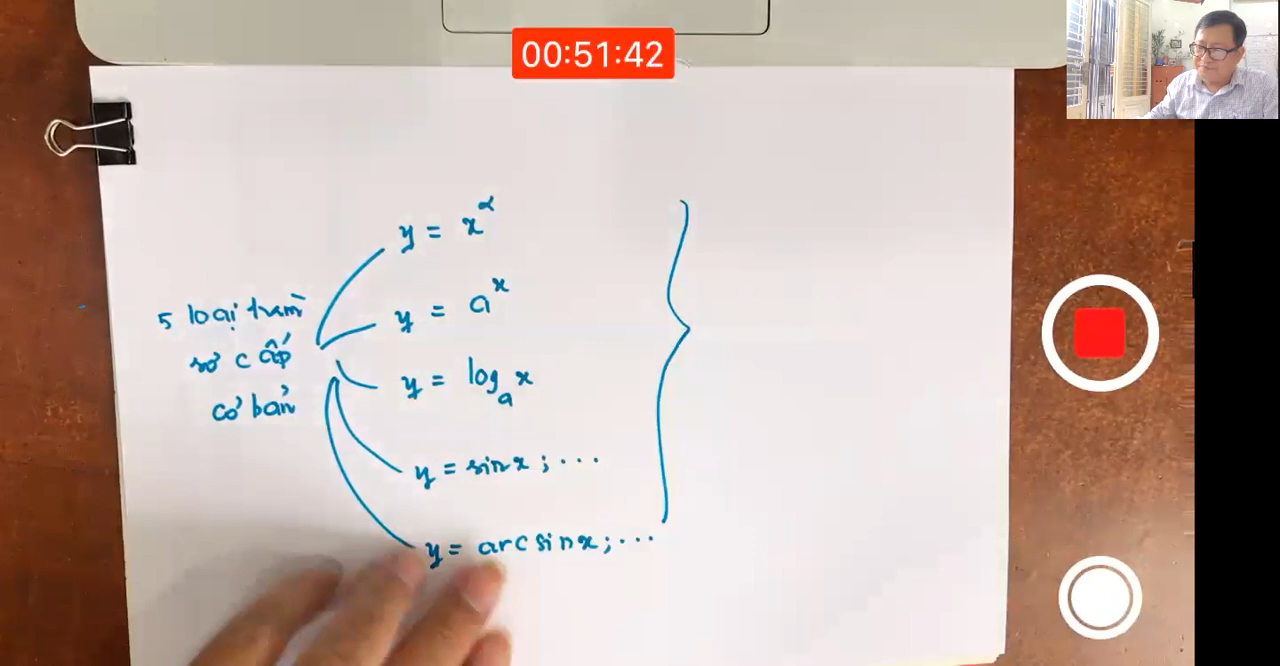 00:51:42
y = x^α
y = a^x
5 loại hàm
sơ cấp
cơ bản
y = log_a x
y = sin x ; ...
y = arcsin x ; ...